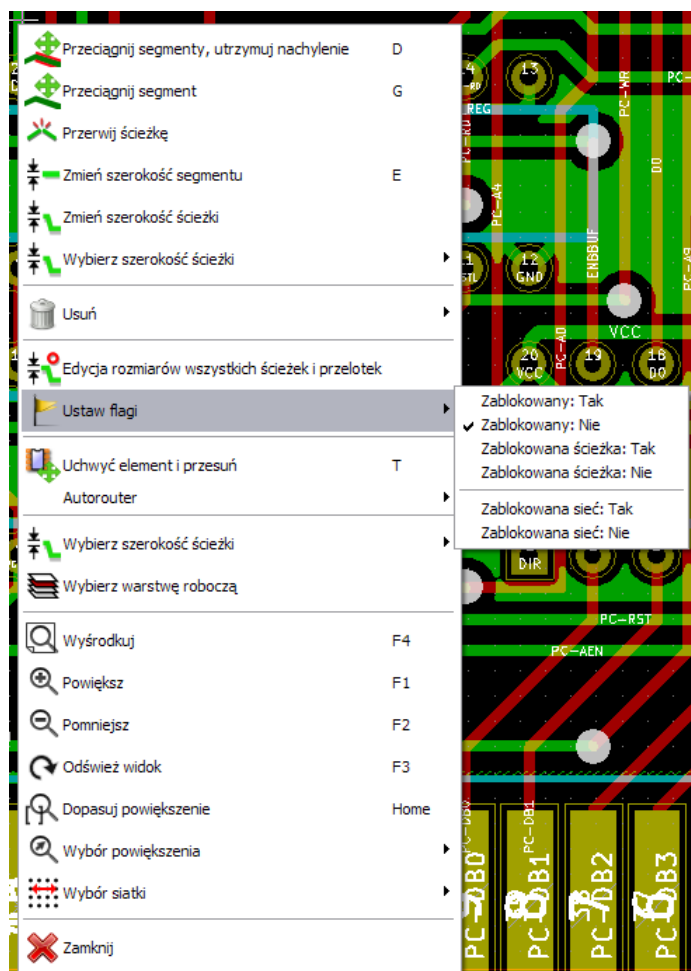 Przeciągnij segmenty, utrzymuj nachylenie D
Przeciągnij segment G
Przerwij ścieżkę
Zmień szerokość segmentu E
Zmień szerokość ścieżki
Wybierz szerokość ścieżki
Usuń
Edycja rozmiarów wszystkich ścieżek i przelotek
Ustaw flagi
Zablokowany: Tak
Zablokowany: Nie
Zablokowana ścieżka: Tak
Zablokowana ścieżka: Nie
Zablokowana sieć: Tak
Zablokowana sieć: Nie
Uchwyć element i przesuń T
Autorouter
Wybierz szerokość ścieżki
Wybierz warstwę roboczą
Wyśrodkuj F4
Powiększ F1
Pomniejsz F2
Odśwież widok F3
Dopasuj powiększenie Home
Wybór powiększenia
Wybór siatki
Zamknij
13
PC-WR
REG
PC-RD
D0
PC-A4
12
GND
ENBBUF
VCC
PC-A0
20
VCC
19
18
D0
DIR
PC-RST
PC-AEN
PC-DB1
PC-DB0
PC-DB1
PC-DB2
PC-DB3